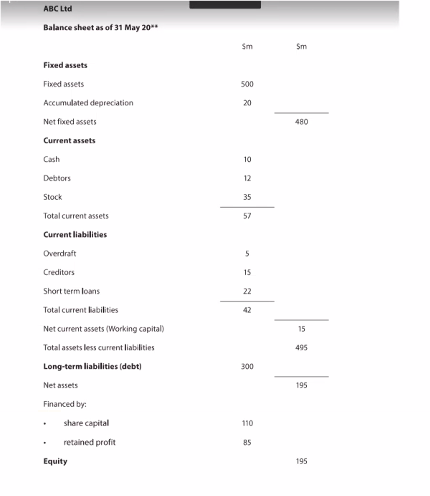 ABC Ltd
Balance sheet as of 31 May 20**
$m $m
Fixed assets
Fixed assets 500
Accumulated depreciation 20
Net fixed assets 480
Current assets
Cash 10
Debtors 12
Stock 35
Total current assets 57
Current liabilities
Overdraft 5
Creditors 15
Short term loans 22
Total current liabilities 42
Net current assets (Working capital) 15
Total assets less current liabilities 495
Long-term liabilities (debt) 300
Net assets 195
Financed by:
• share capital 110
• retained profit 85
Equity 195